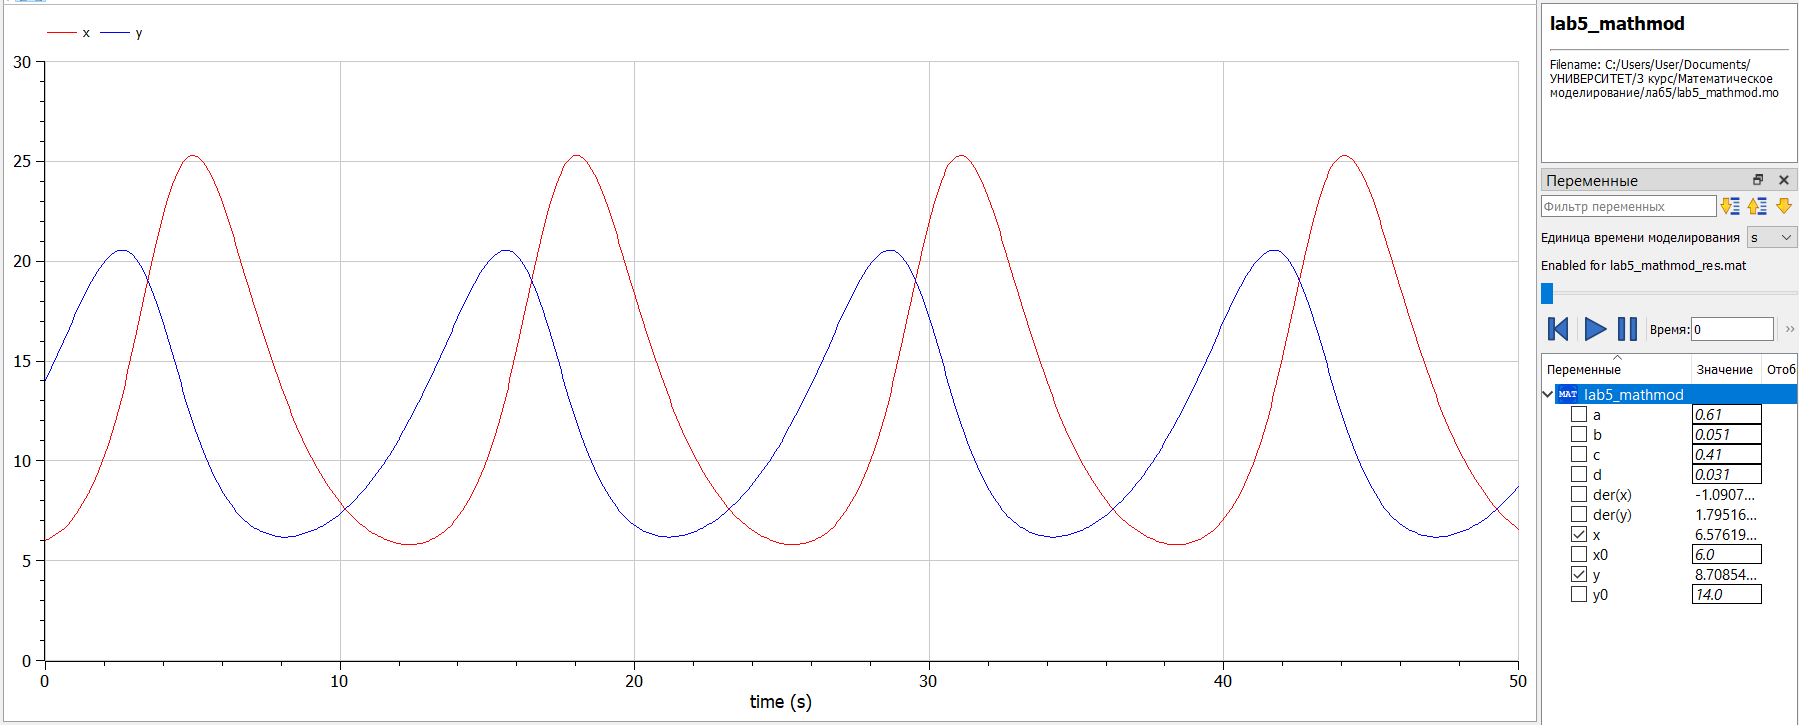 x y
30
25
20
15
10
5
0
0 10 20 30 40 50
time (s)
lab5_mathmod
Filename: C:/Users/User/Documents/
УНИВЕРСИТЕТ/3 курс/Математическое
моделирование/лаб5/lab5_mathmod.mo
Переменные
Фильтр переменных
Единица времени моделирования s
Enabled for lab5_mathmod_res.mat
Время: 0 »
Переменные Значение Отоб
MAT lab5_mathmod
a 0.61
b 0.051
c 0.41
d 0.031
der(x) -1.0907...
der(y) 1.79516...
x 6.57619...
x0 6.0
y 8.70854...
y0 14.0